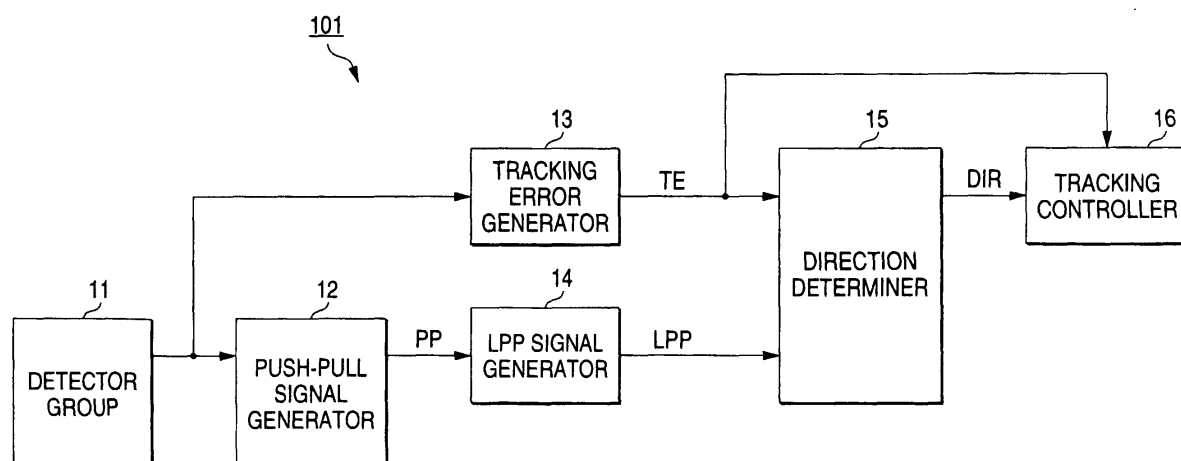 101
13
TRACKING
ERROR
GENERATOR
TE
15
DIRECTION
DETERMINER
DIR
16
TRACKING
CONTROLLER
11
DETECTOR
GROUP
12
PUSH-PULL
SIGNAL
GENERATOR
PP
14
LPP SIGNAL
GENERATOR
LPP